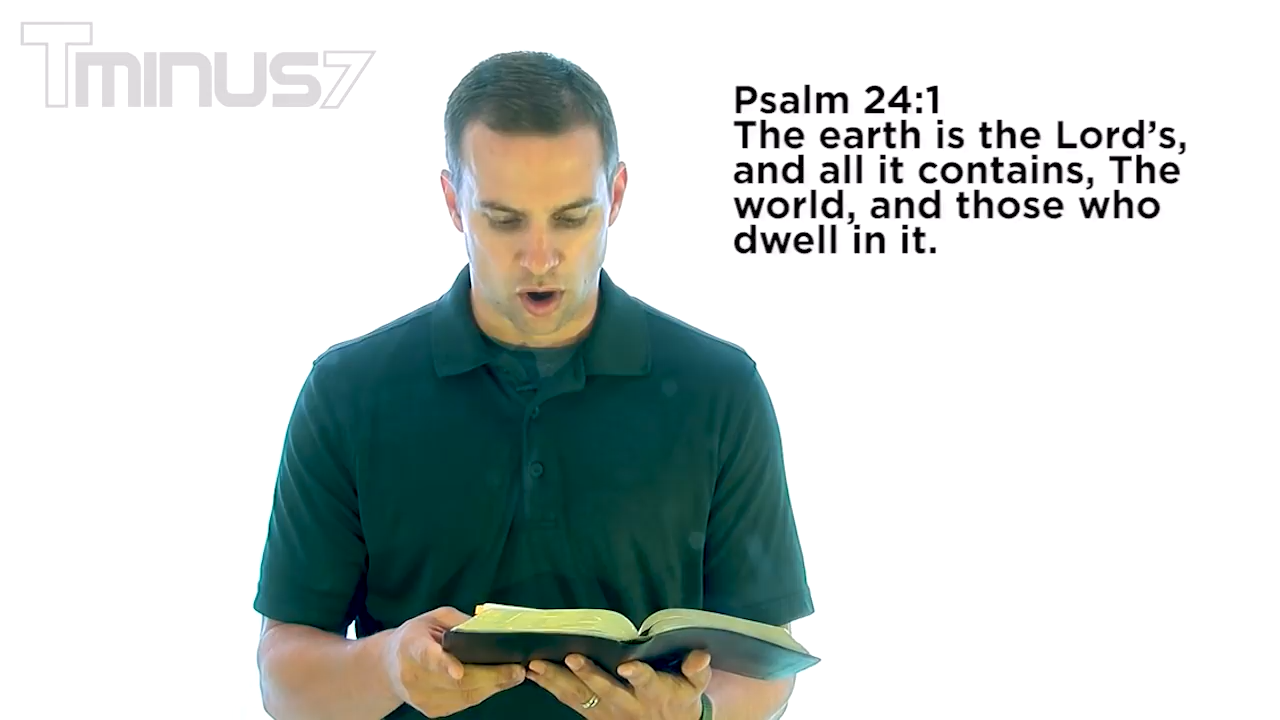 Tminus7
Psalm 24:1
The earth is the Lord’s,
and all it contains, The
world, and those who
dwell in it.